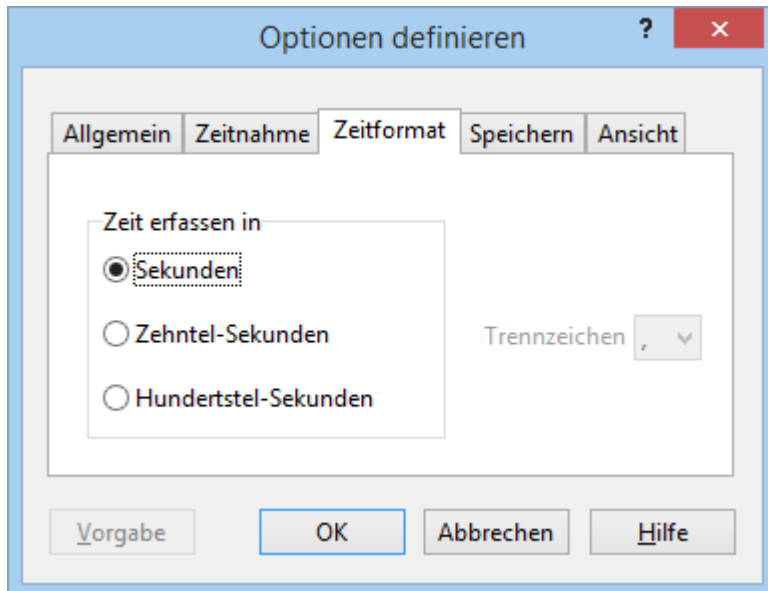 Optionen definieren ?
Allgemein Zeitnahme Zeitformat Speichern Ansicht
Zeit erfassen in
Sekunden
Zehntel-Sekunden
Trennzeichen ,
Hundertstel-Sekunden
Vorgabe OK Abbrechen Hilfe